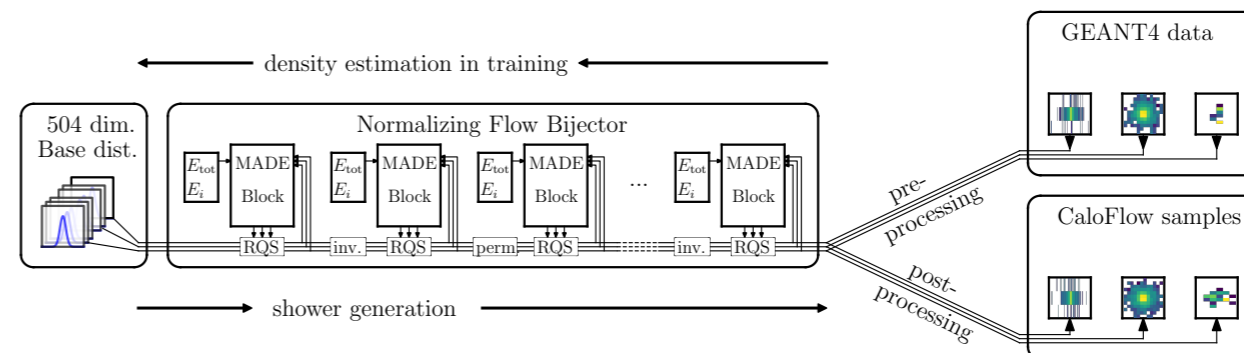 GEANT4 data
density estimation in training
504 dim.
Base dist.
Normalizing Flow Bijector
E_tot
E_i
MADE
Block
E_tot
E_i
MADE
Block
E_tot
E_i
MADE
Block
...
E_tot
E_i
MADE
Block
RQS
inv.
RQS
perm.
RQS
inv.
RQS
pre-
processing
post-
processing
CaloFlow samples
shower generation